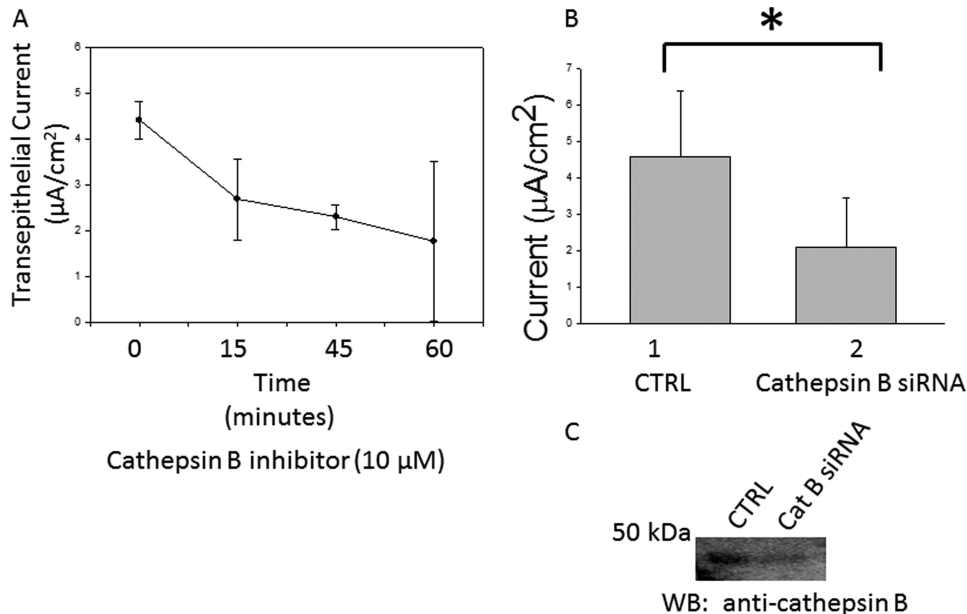 A
Transepithelial Current
(µA/cm²)
6
5
4
3
2
1
0
0 15 45 60
Time
(minutes)
Cathepsin B inhibitor (10 µM)
B
*
Current (µA/cm²)
7
6
5
4
3
2
1
0
1 2
CTRL Cathepsin B siRNA
C
CTRL
Cat B siRNA
50 kDa
WB: anti-cathepsin B